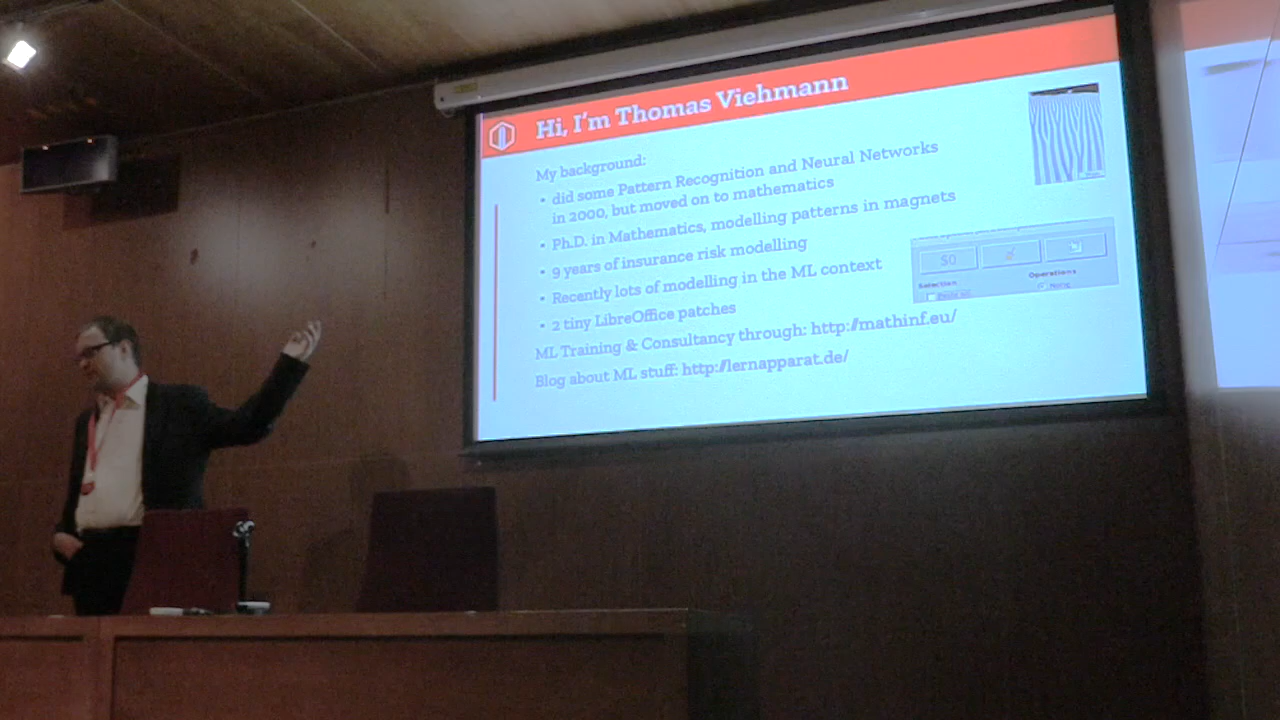 Hi, I'm Thomas Viehmann
My background:
• did some Pattern Recognition and Neural Networks
in 2000, but moved on to mathematics
• Ph.D. in Mathematics, modelling patterns in magnets
• 9 years of insurance risk modelling
• Recently lots of modelling in the ML context
• 2 tiny LibreOffice patches
ML Training & Consultancy through: http://mathinf.eu/
Blog about ML stuff: http://lernapparat.de/
Selection
Operations
None